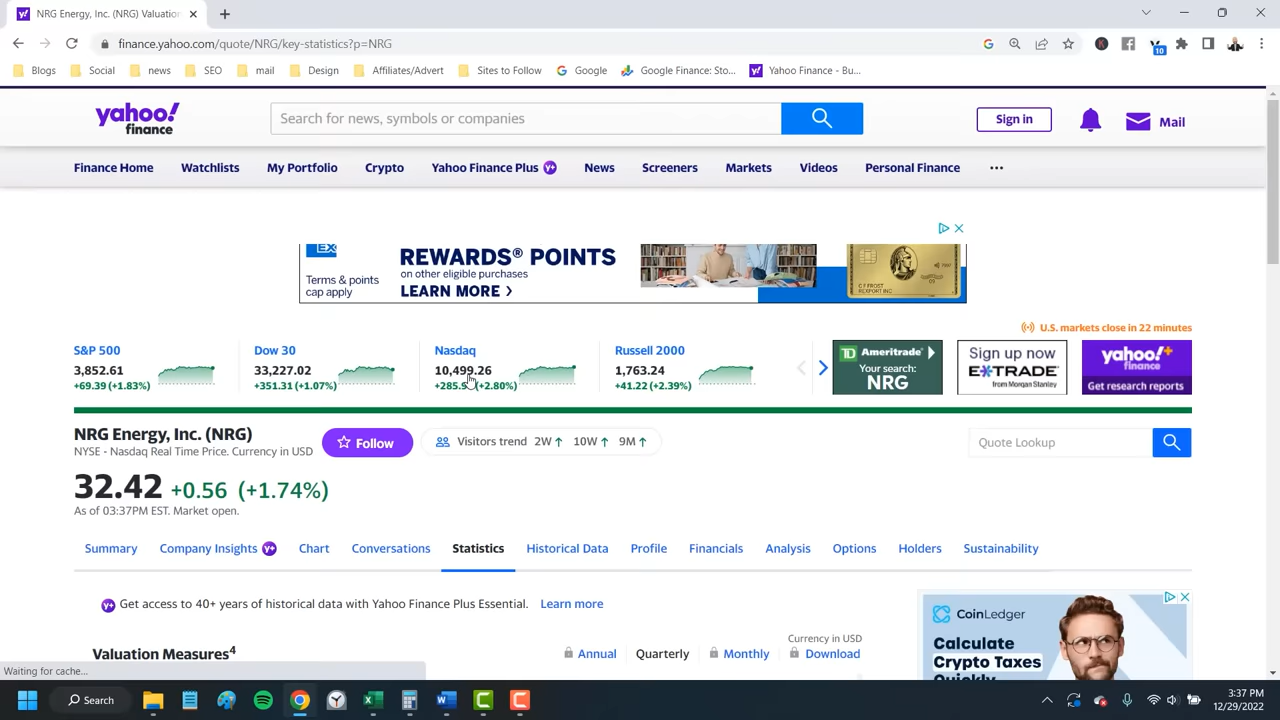 NRG Energy, Inc. (NRG) Valuation
finance.yahoo.com/quote/NRG/key-statistics?p=NRG
10
Blogs Social news SEO mail Design Affiliates/Advert Sites to Follow Google Google Finance: Sto... Yahoo Finance - Bu...
yahoo!
finance
Search for news, symbols or companies
Sign in
Mail
Finance Home Watchlists My Portfolio Crypto Yahoo Finance Plus News Screeners Markets Videos Personal Finance ...
Terms & points
cap apply
REWARDS® POINTS
on other eligible purchases
LEARN MORE >
U.S. markets close in 22 minutes
S&P 500
3,852.61
+69.39 (+1.83%)
Dow 30
33,227.02
+351.31 (+1.07%)
Nasdaq
10,499.26
(+2.80%)
Russell 2000
1,763.24
+41.22 (+2.39%)
TD Ameritrade
Your search:
NRG
Sign up now
E*TRADE
from Morgan Stanley
yahoo!+
finance
Get research reports
NRG Energy, Inc. (NRG)
NYSE - Nasdaq Real Time Price. Currency in USD
Follow
Visitors trend 2W↑ 10W↑ 9M↑
Quote Lookup
32.42 +0.56 (+1.74%)
As of 03:37PM EST. Market open.
Summary Company Insights Chart Conversations Statistics Historical Data Profile Financials Analysis Options Holders Sustainability
Get access to 40+ years of historical data with Yahoo Finance Plus Essential. Learn more
Currency in USD
Valuation Measures4
Annual Quarterly Monthly Download
CoinLedger
Calculate
Crypto Taxes
Quickly
Waiting for cache...
Search
3:37 PM
12/29/2022